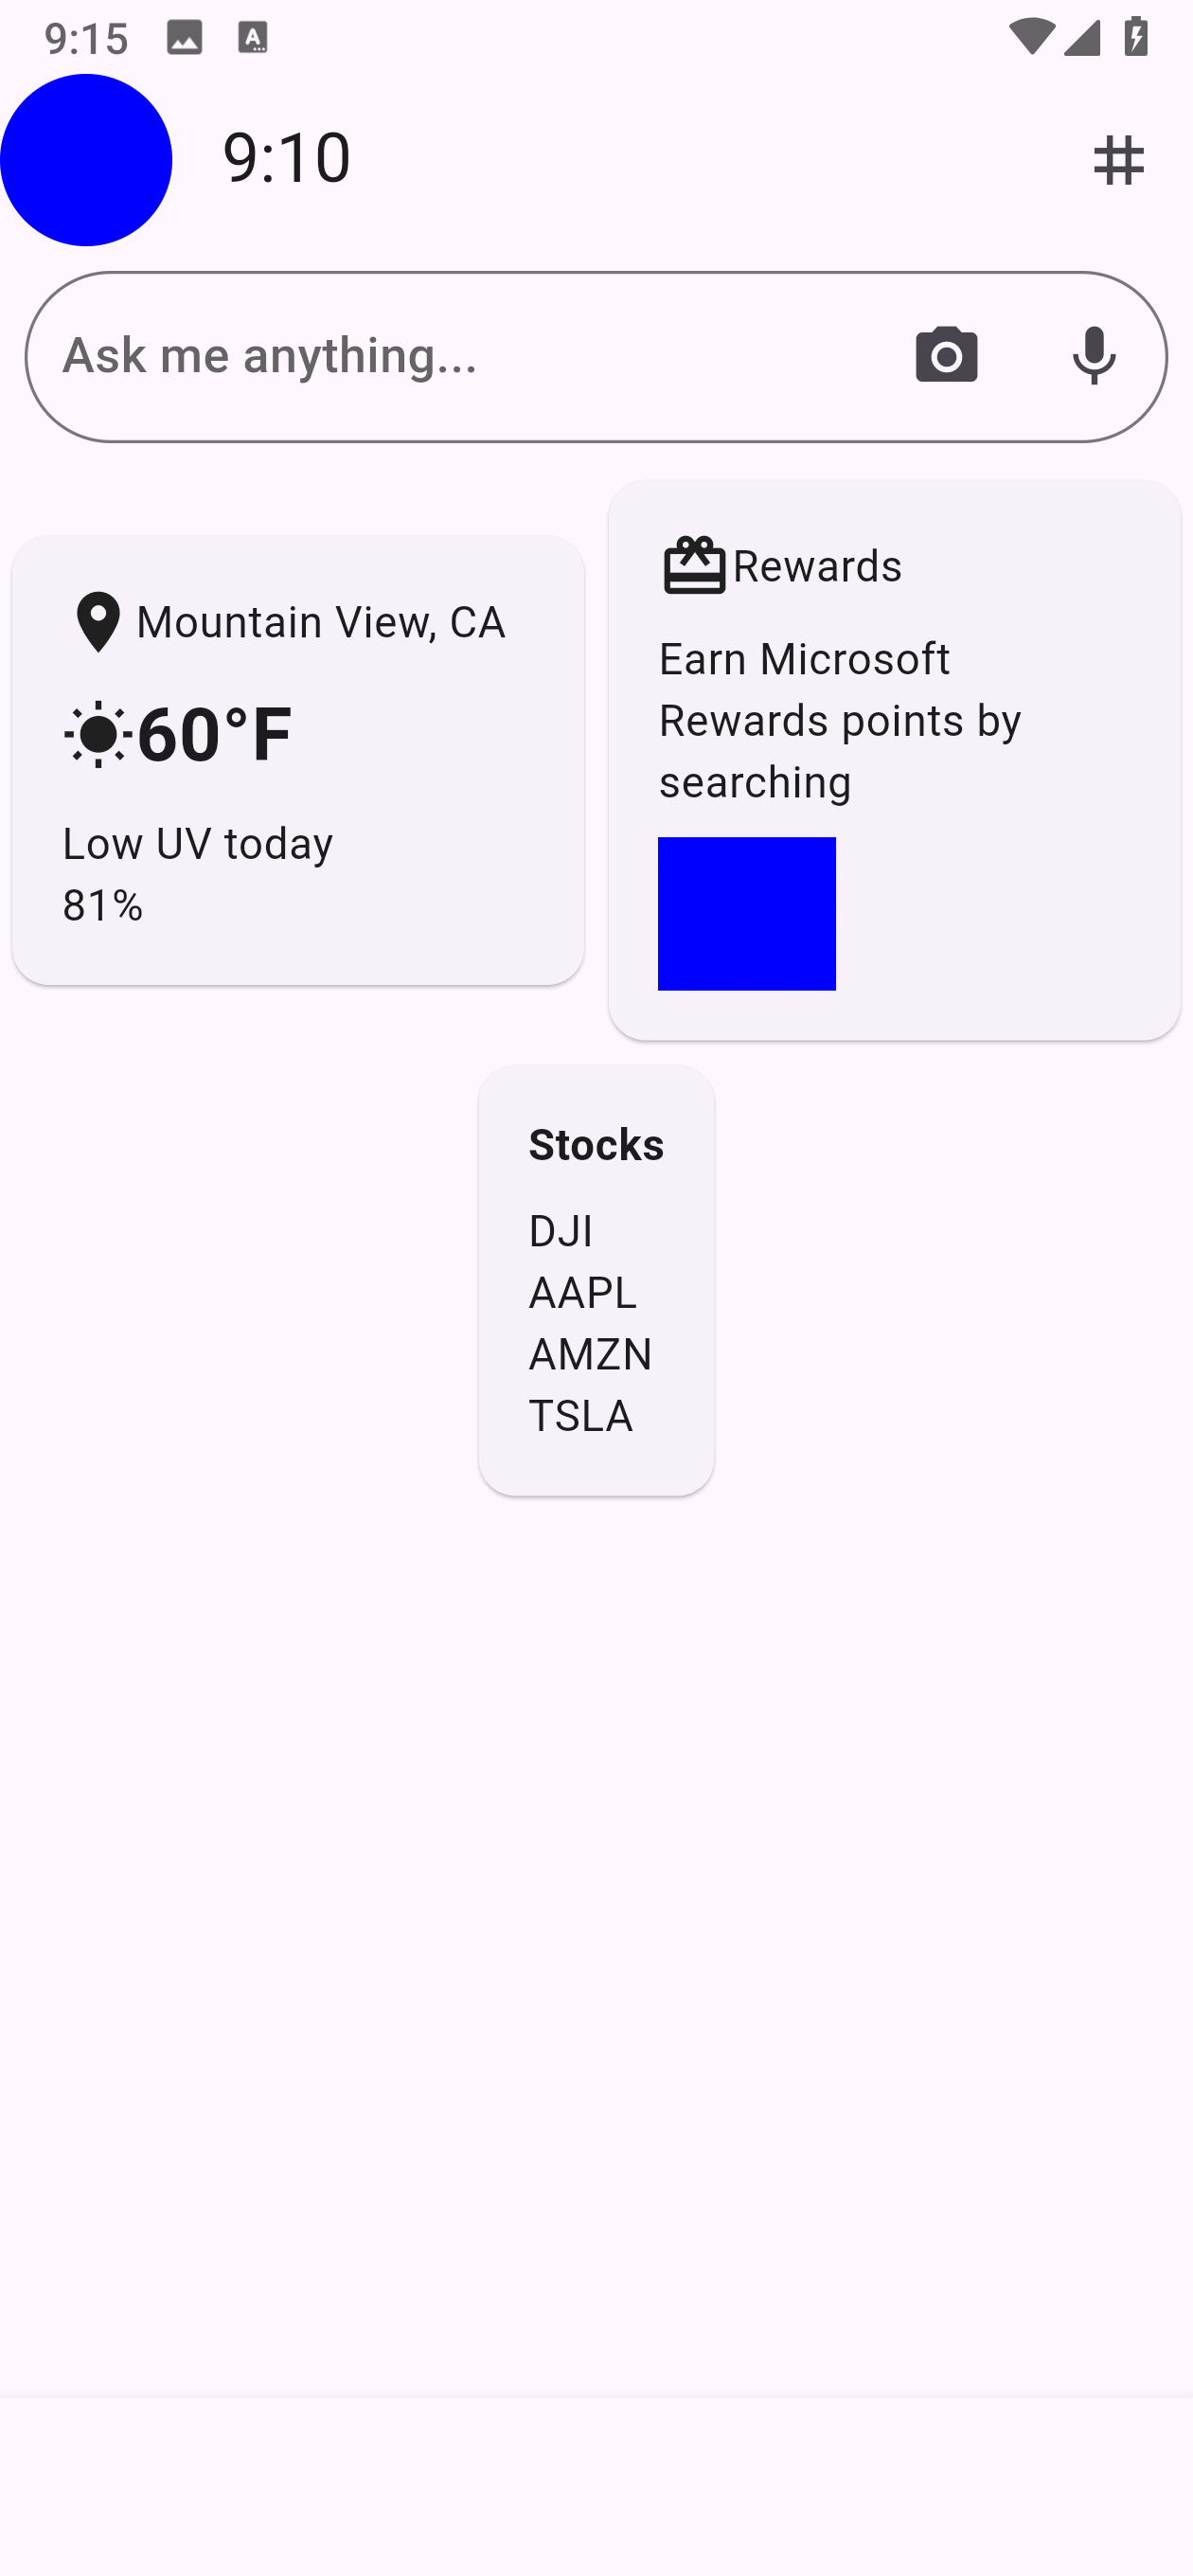 9:15
9:10
Ask me anything...
Mountain View, CA
60°F
Low UV today
81%
Rewards
Earn Microsoft
Rewards points by
searching
Stocks
DJI
AAPL
AMZN
TSLA